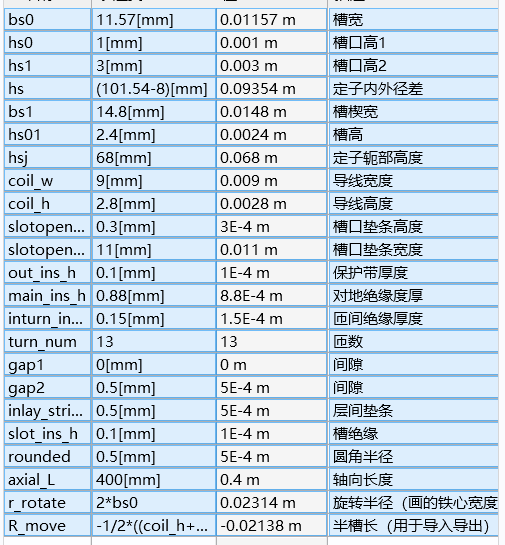 bs0 11.57[mm] 0.01157 m 槽宽
hs0 1[mm] 0.001 m 槽口高1
hs1 3[mm] 0.003 m 槽口高2
hs (101.54-8)[mm] 0.09354 m 定子内外径差
bs1 14.8[mm] 0.0148 m 槽楔宽
hs01 2.4[mm] 0.0024 m 槽高
hsj 68[mm] 0.068 m 定子轭部高度
coil_w 9[mm] 0.009 m 导线宽度
coil_h 2.8[mm] 0.0028 m 导线高度
slotopen... 0.3[mm] 3E-4 m 槽口垫条高度
slotopen... 11[mm] 0.011 m 槽口垫条宽度
out_ins_h 0.1[mm] 1E-4 m 保护带厚度
main_ins_h 0.88[mm] 8.8E-4 m 对地绝缘度厚
inturn_in... 0.15[mm] 1.5E-4 m 匝间绝缘厚度
turn_num 13 13 匝数
gap1 0[mm] 0 m 间隙
gap2 0.5[mm] 5E-4 m 间隙
inlay_stri... 0.5[mm] 5E-4 m 层间垫条
slot_ins_h 0.1[mm] 1E-4 m 槽绝缘
rounded 0.5[mm] 5E-4 m 圆角半径
axial_L 400[mm] 0.4 m 轴向长度
r_rotate 2*bs0 0.02314 m 旋转半径（画的铁心宽度
R_move -1/2*((coil_h+... -0.02138 m 半槽长（用于导入导出）